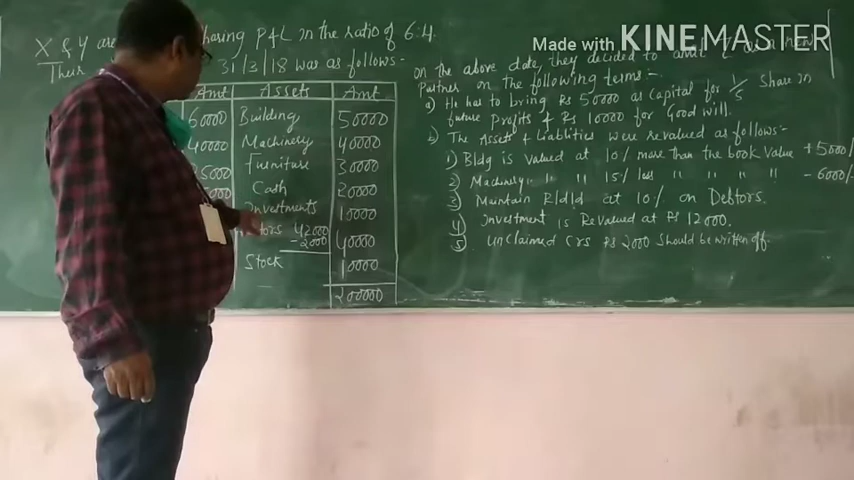 X & Y are haring P&L in the ratio of 6:4.
Their 31/3/18 was as follows:-
Amt Assets Amt
60000 Building 50000
40000 Machinery 40000
Furniture 30000
Cash 20000
Investments 10000
tors 42000
-2000 40000
Stock 10000
200000
Made with KINEMASTER
on the above date, they decided to
Partner on the following terms:-
a) He has to bring Rs 50000 as Capital for 1/5 Share in
future Profits & Rs 10000 for Good will.
b) The Assets & Liabilities were revalued as follows:-
1) Bldg is valued at 10% more than the book value +5000/
2) Machinery " " 15% less " " " " -6000/-
3) Maintain R/d/d at 10% on Debtors.
4) Investment is Revalued at Rs 12000.
5) Unclaimed Crs Rs 2000 should be written off.